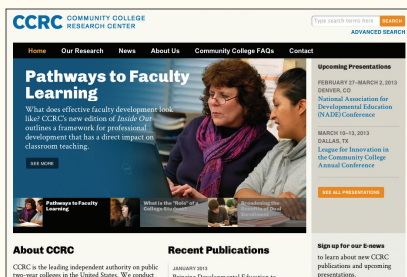 CCRC COMMUNITY COLLEGE
RESEARCH CENTER
Type search terms here SEARCH
ADVANCED SEARCH
Home Our Research News About Us Community College FAQs Contact
Pathways to Faculty
Learning
What does effective faculty development look
like? CCRC's new edition of Inside Out
outlines a framework for professional
development that has a direct impact on
classroom teaching.
SEE MORE
Pathways to Faculty
Learning
What is the "Role" of a
College Student?
Broadening the
Benefits of Dual
Enrollment
Upcoming Presentations
FEBRUARY 27–MARCH 2, 2013
DENVER, CO
National Association for
Developmental Education
(NADE) Conference
MARCH 10–13, 2013
DALLAS, TX
League for Innovation in
the Community College
Annual Conference
SEE ALL PRESENTATIONS
About CCRC
CCRC is the leading independent authority on public
two-year colleges in the United States. We conduct
Recent Publications
JANUARY 2013
Bringing Developmental Education to
Sign up for our E-news
to learn about new CCRC
publications and upcoming
presentations.